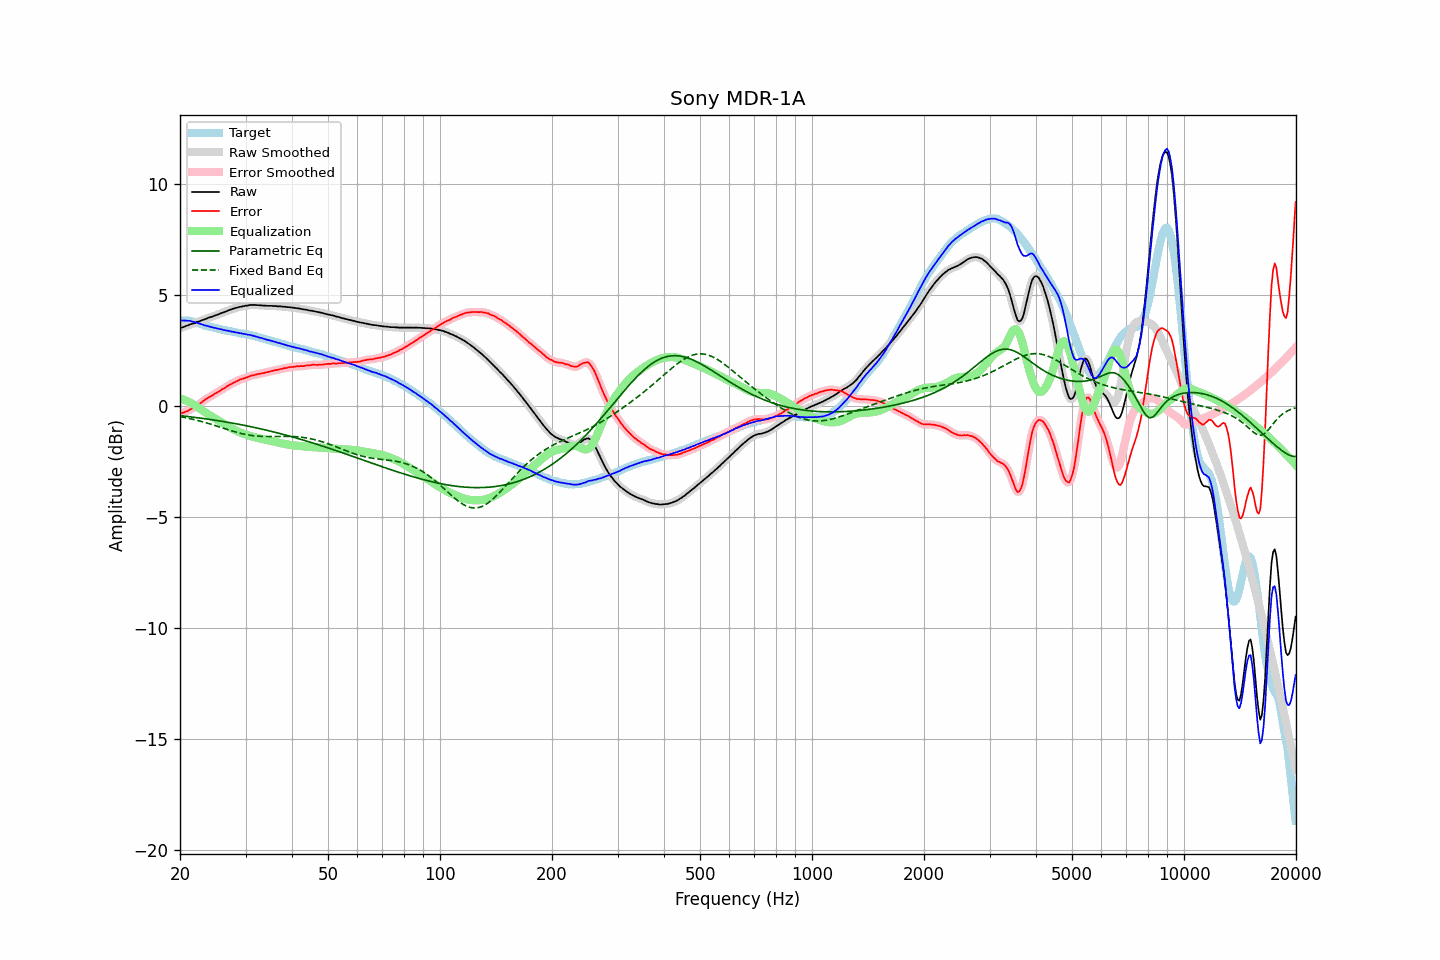 Sony MDR-1A
Target
Raw Smoothed
Error Smoothed
Raw
Error
Equalization
Parametric Eq
Fixed Band Eq
Equalized
10
5
0
−5
−10
−15
−20
Amplitude (dBr)
20 50 100 200 500 1000 2000 5000 10000 20000
Frequency (Hz)